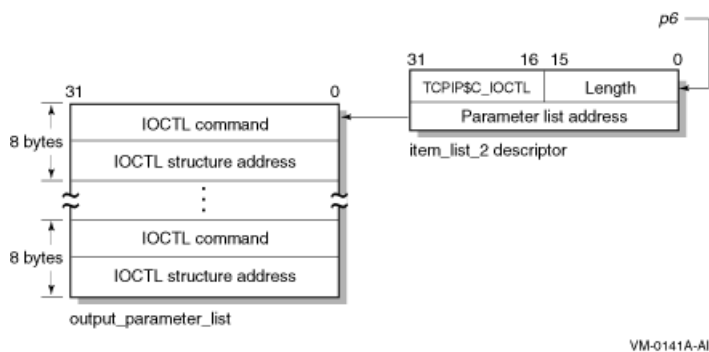 p6
31 16 15 0
TCPIP$C_IOCTL Length
Parameter list address
item_list_2 descriptor
31 0
8 bytes
IOCTL command
IOCTL structure address
8 bytes
IOCTL command
IOCTL structure address
output_parameter_list
VM-0141A-AI